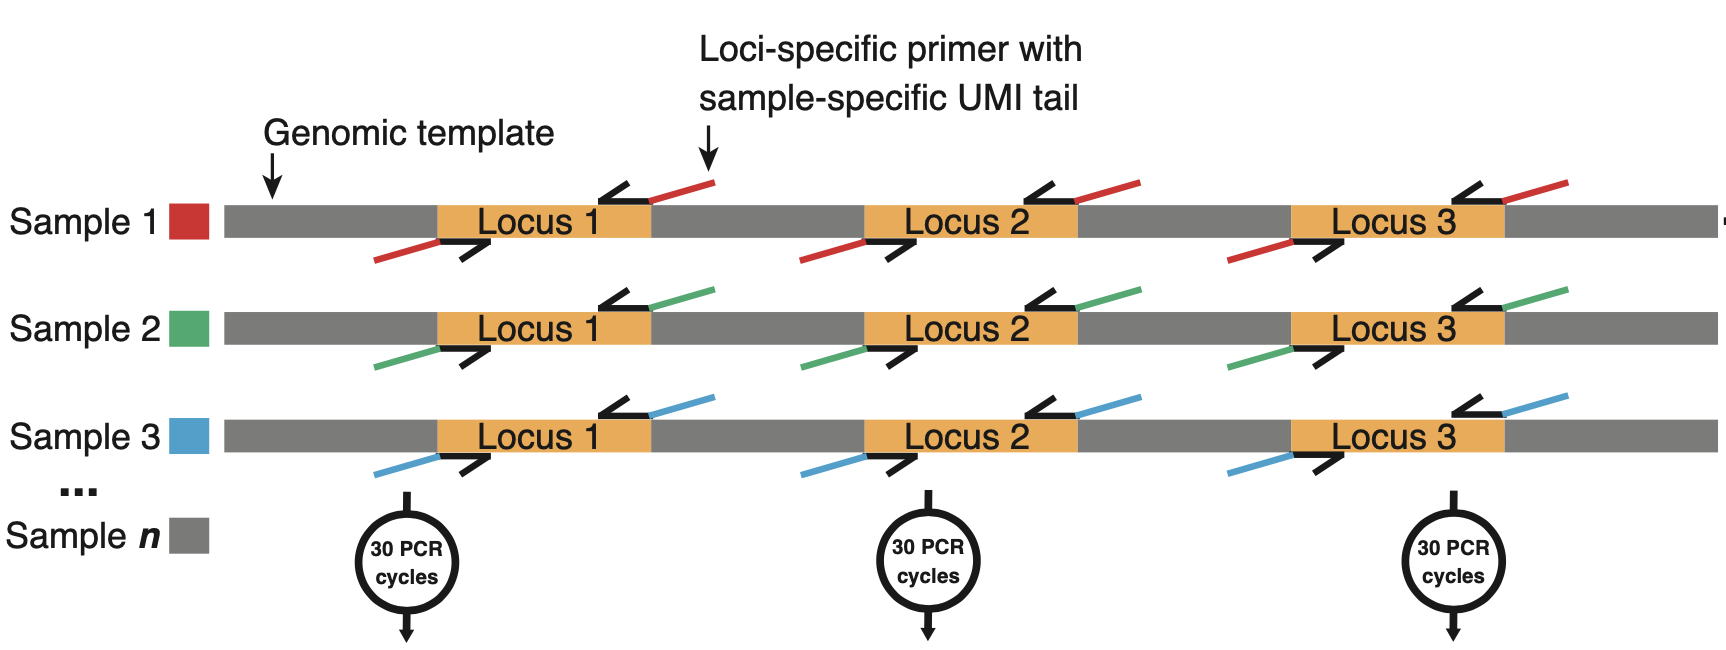 Loci-specific primer with
sample-specific UMI tail
Genomic template
Sample 1 Locus 1 Locus 2 Locus 3
Sample 2 Locus 1 Locus 2 Locus 3
Sample 3 Locus 1 Locus 2 Locus 3
...
Sample n
30 PCR
cycles
30 PCR
cycles
30 PCR
cycles